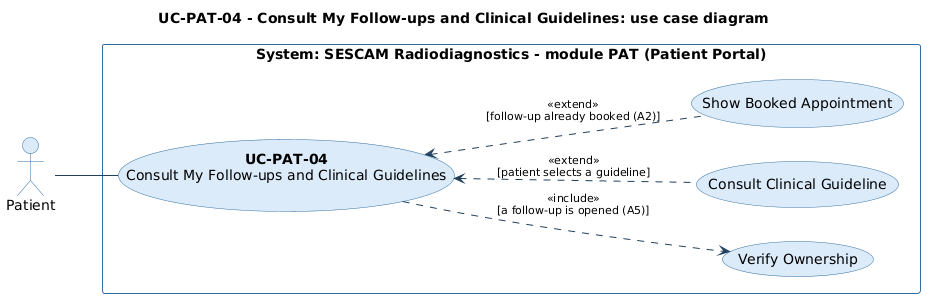 UC-PAT-04 - Consult My Follow-ups and Clinical Guidelines: use case diagram
System: SESCAM Radiodiagnostics - module PAT (Patient Portal)
Patient
UC-PAT-04
Consult My Follow-ups and Clinical Guidelines
«extend»
[follow-up already booked (A2)]
«extend»
[patient selects a guideline]
«include»
[a follow-up is opened (A5)]
Show Booked Appointment
Consult Clinical Guideline
Verify Ownership